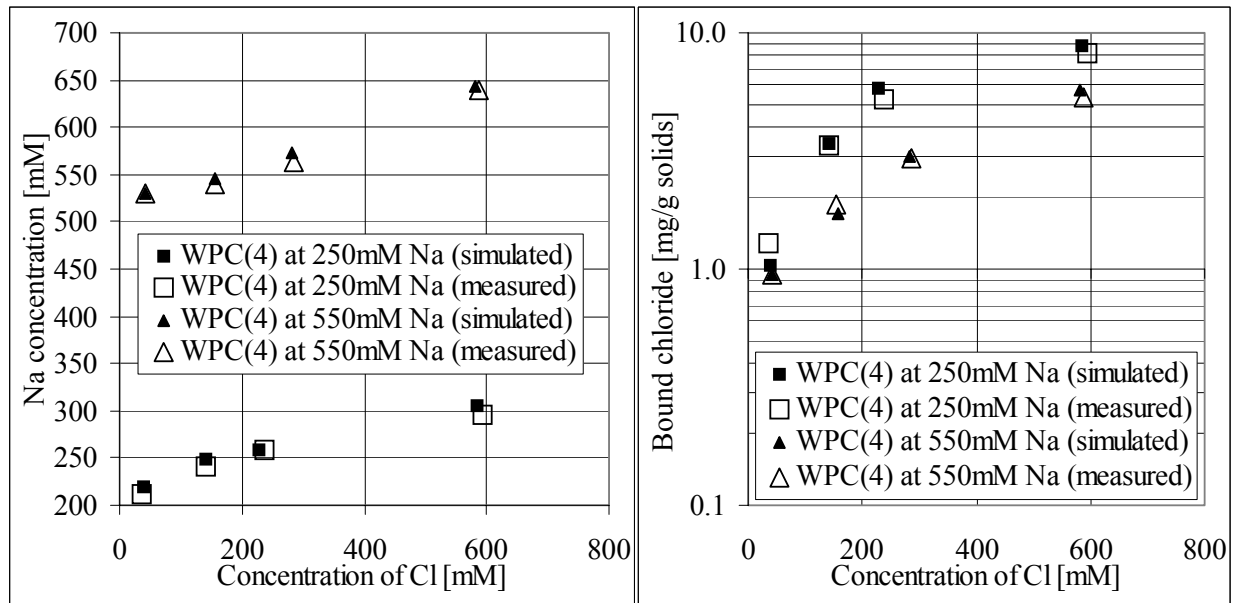 700
650
600
550
500
450
400
350
300
250
200
Na concentration [mM]
WPC(4) at 250mM Na (simulated)
WPC(4) at 250mM Na (measured)
WPC(4) at 550mM Na (simulated)
WPC(4) at 550mM Na (measured)
0 200 400 600 800
Concentration of Cl [mM]
10.0
1.0
0.1
Bound chloride [mg/g solids]
WPC(4) at 250mM Na (simulated)
WPC(4) at 250mM Na (measured)
WPC(4) at 550mM Na (simulated)
WPC(4) at 550mM Na (measured)
0 200 400 600 800
Concentration of Cl [mM]